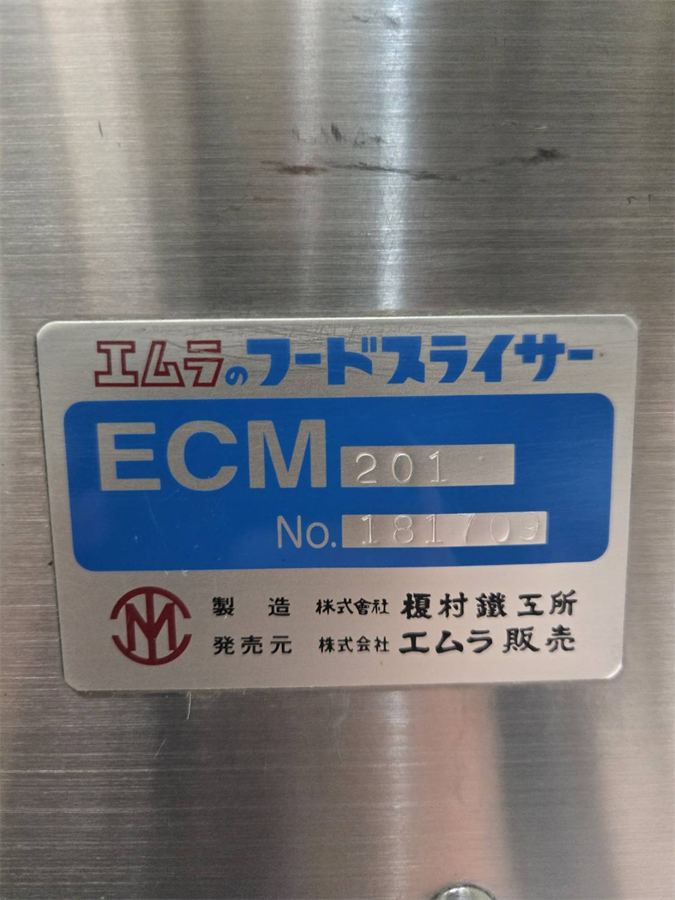 エムラのフードスライサー
ECM 201
No. 181709
製造 株式會社 榎村鐵工所
発売元 株式会社 エムラ販売